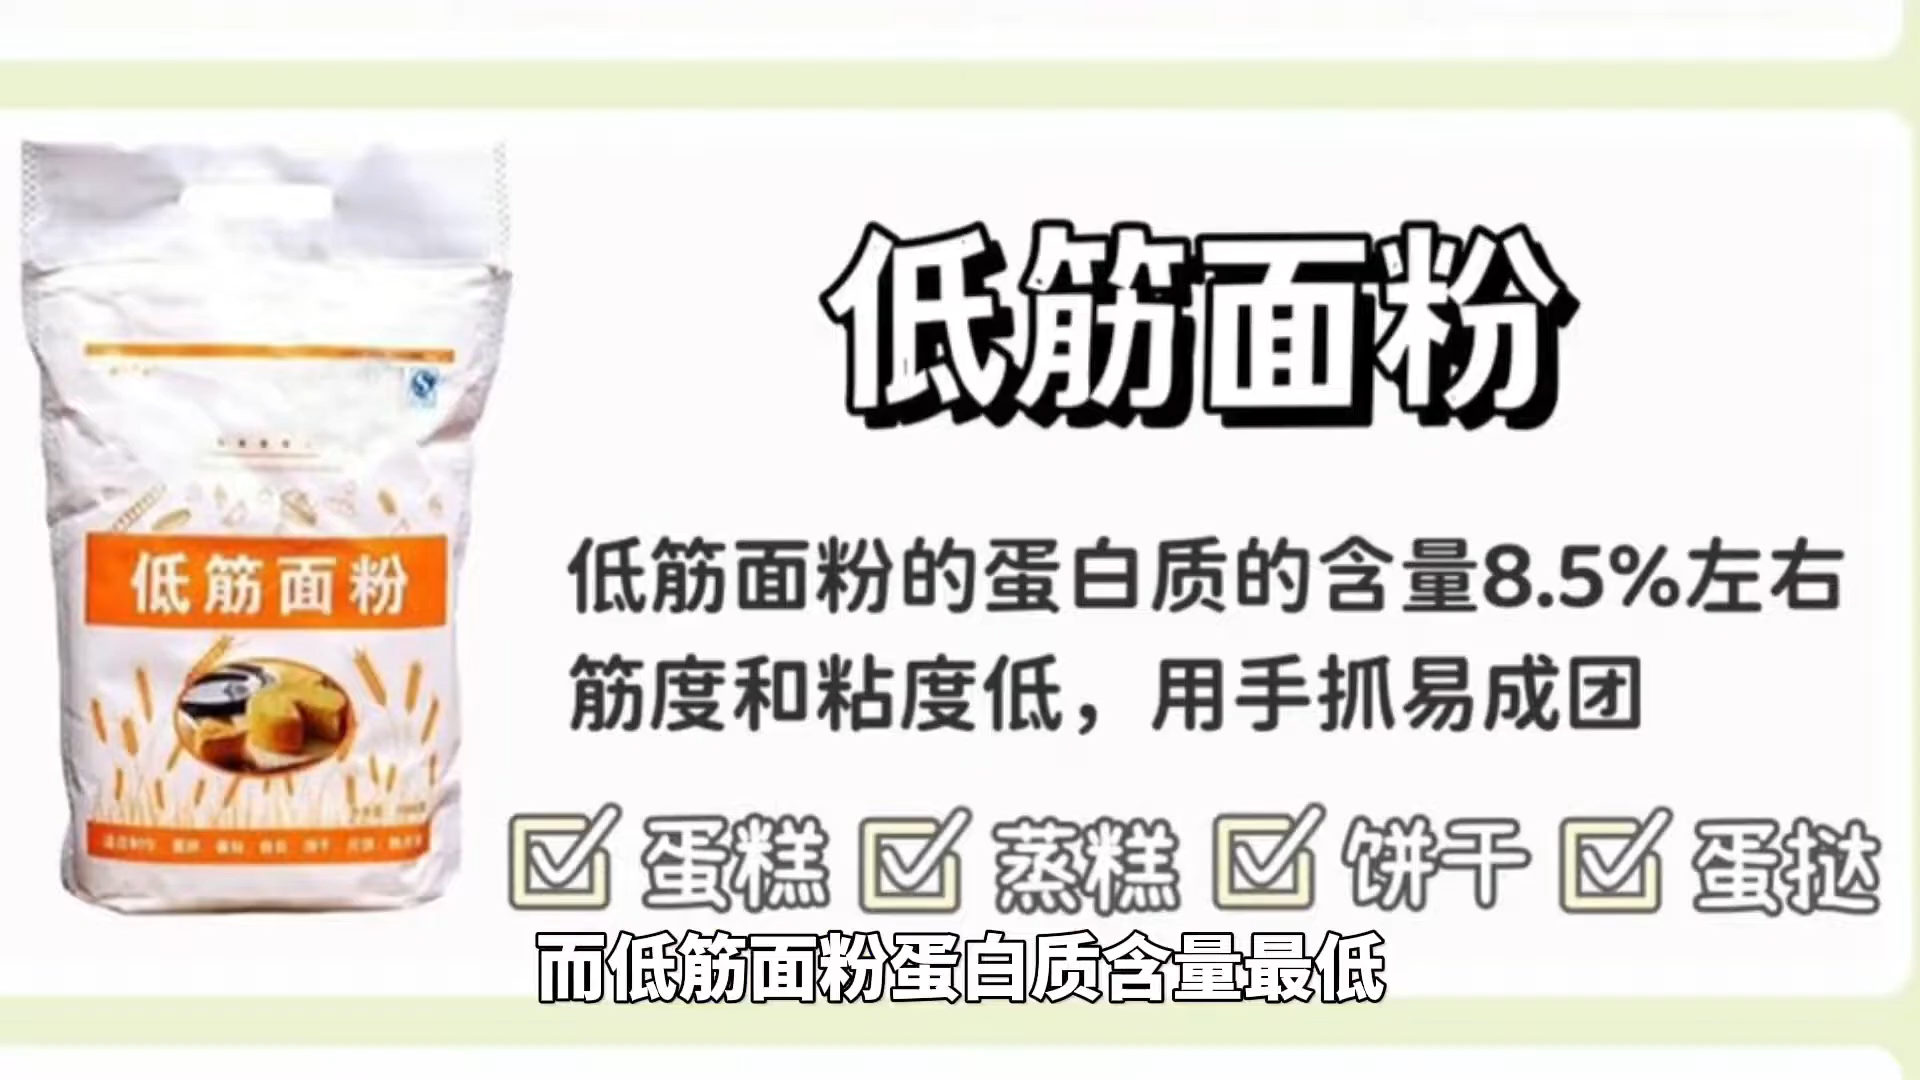 低筋面粉
低筋面粉
低筋面粉的蛋白质的含量8.5%左右
筋度和粘度低，用手抓易成团
蛋糕 蒸糕 饼干 蛋挞
而低筋面粉蛋白质含量最低